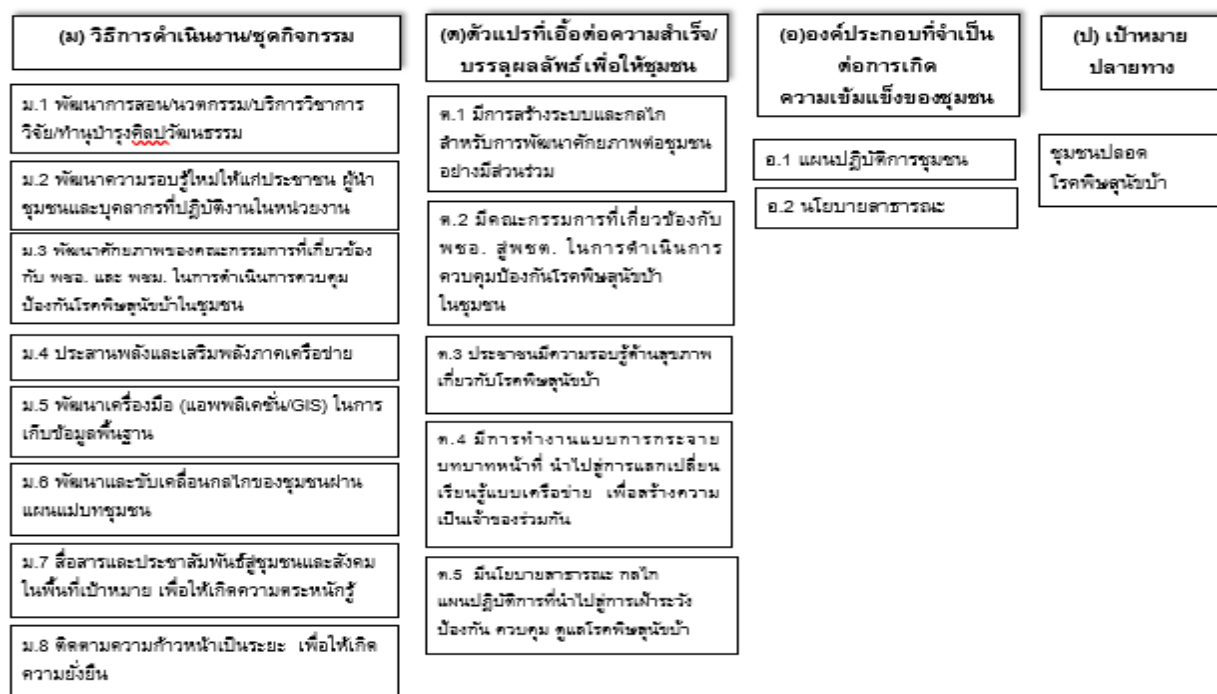 (ม) วิธีการดำเนินงาน/ชุดกิจกรรม
ม.1 พัฒนาการสอน/นวตกรรม/บริการวิชาการ
วิจัย/ทำนุบำรุงศิลปวัฒนธรรม
ม.2 พัฒนาความรอบรู้ใหม่ให้แก่ประชาชน ผู้นำ
ชุมชนและบุคลากรที่ปฏิบัติงานในหน่วยงาน
ม.3 พัฒนาศักยภาพของคณะกรรมการที่เกี่ยวข้อง
กับ พชอ. และ พชม. ในการดำเนินการควบคุม
ป้องกันโรคพิษสุนัขบ้าในชุมชน
ม.4 ประสานพลังและเสริมพลังภาคเครือข่าย
ม.5 พัฒนาเครื่องมือ (แอพพลิเคชั่น/GIS) ในการ
เก็บข้อมูลพื้นฐาน
ม.6 พัฒนาและขับเคลื่อนกลไกของชุมชนผ่าน
แผนแม่บทชุมชน
ม.7 สื่อสารและประชาสัมพันธ์สู่ชุมชนและสังคม
ในพื้นที่เป้าหมาย เพื่อให้เกิดความตระหนักรู้
ม.8 ติดตามความก้าวหน้าเป็นระยะ เพื่อให้เกิด
ความยั่งยืน
(ต)ตัวแปรที่เอื้อต่อความสำเร็จ/
บรรลุผลลัพธ์เพื่อให้ชุมชน
ต.1 มีการสร้างระบบและกลไก
สำหรับการพัฒนาศักยภาพต่อชุมชน
อย่างมีส่วนร่วม
ต.2 มีคณะกรรมการที่เกี่ยวข้องกับ
พชอ. สู่พชต. ในการดำเนินการ
ควบคุมป้องกันโรคพิษสุนัขบ้า
ในชุมชน
ต.3 ประชาชนมีความรอบรู้ด้านสุขภาพ
เกี่ยวกับโรคพิษสุนัขบ้า
ต.4 มีการทำงานแบบการกระจาย
บทบาทหน้าที่ นำไปสู่การแลกเปลี่ยน
เรียนรู้แบบเครือข่าย เพื่อสร้างความ
เป็นเจ้าของร่วมกัน
ต.5 มีนโยบายสาธารณะ กลไก
แผนปฏิบัติการที่นำไปสู่การเฝ้าระวัง
ป้องกัน ควบคุม ดูแลโรคพิษสุนัขบ้า
(อ)องค์ประกอบที่จำเป็น
ต่อการเกิด
ความเข้มแข็งของชุมชน
อ.1 แผนปฏิบัติการชุมชน
อ.2 นโยบายสาธารณะ
(ป) เป้าหมาย
ปลายทาง
ชุมชนปลอด
โรคพิษสุนัขบ้า